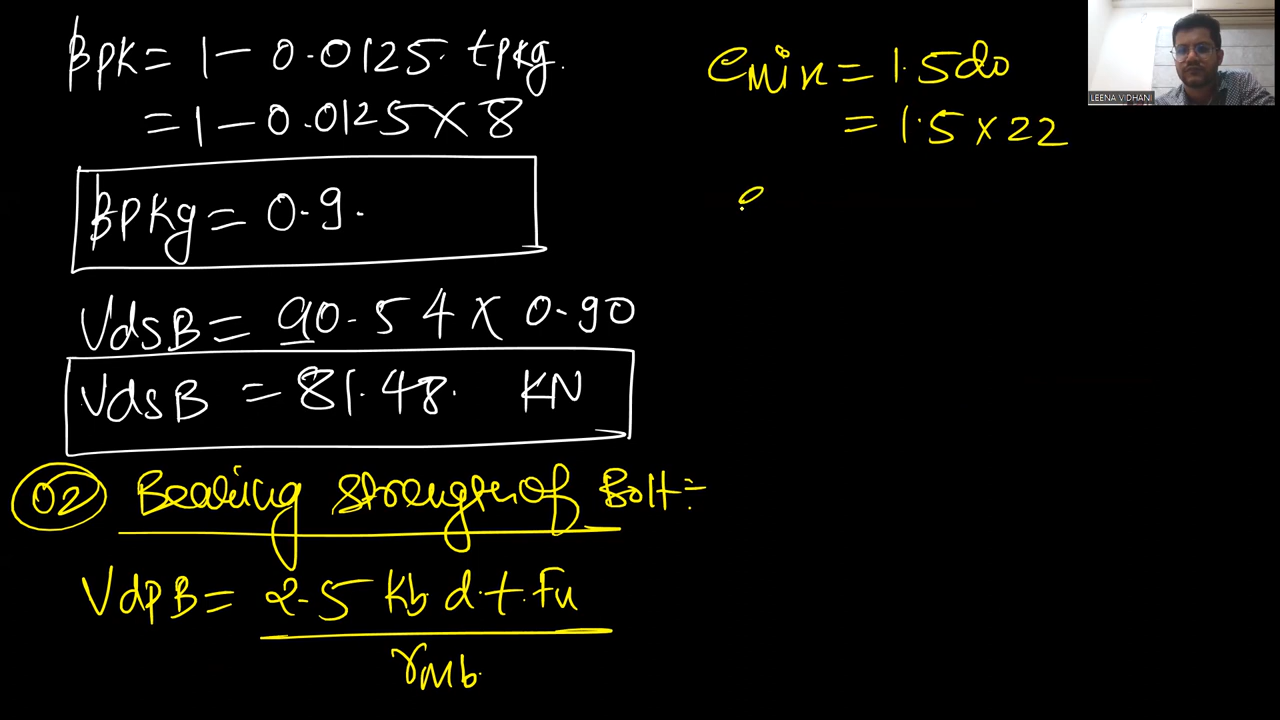 βPK = 1 - 0.0125. tpkg.
= 1 - 0.0125 × 8
βPKg = 0.9.
VdsB = 90.54 × 0.90
VdsB = 81.48. KN
02 Bearing strength of Bolt:-
VdPB = 2.5 Kb d.t.Fu
γMb.
eMin = 1.5do
= 1.5 × 22
LEENA VIDHANI